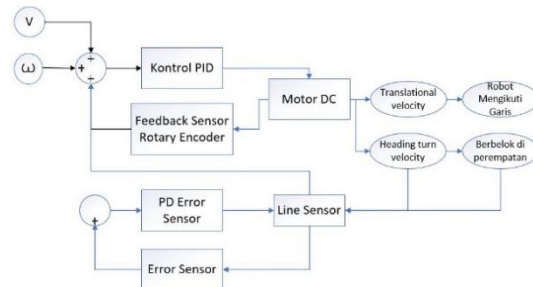 V
ω
+
÷
÷
Kontrol PID
Feedback Sensor
Rotary Encoder
Motor DC
Translational
velocity
Robot
Mengikuti
Garis
Heading turn
velocity
Berbelok di
perempatan
+
PD Error
Sensor
Line Sensor
Error Sensor